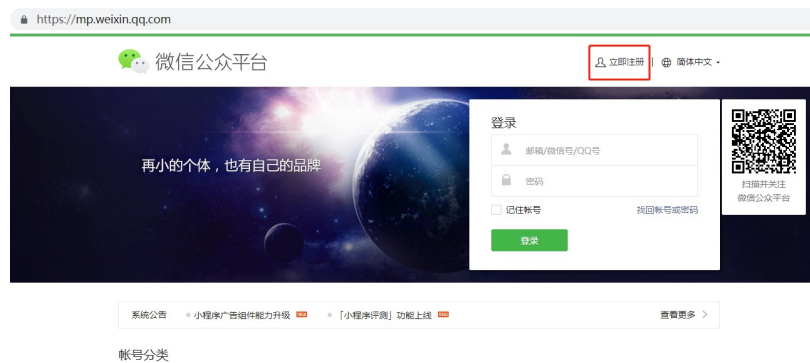 https://mp.weixin.qq.com
微信公众平台
立即注册 | 简体中文
登录
邮箱/微信号/QQ号
再小的个体，也有自己的品牌
密码
扫描并关注
微信公众平台
记住帐号 找回帐号或密码
登录
系统公告 小程序广告组件能力升级 「小程序评测」功能上线 查看更多
帐号分类